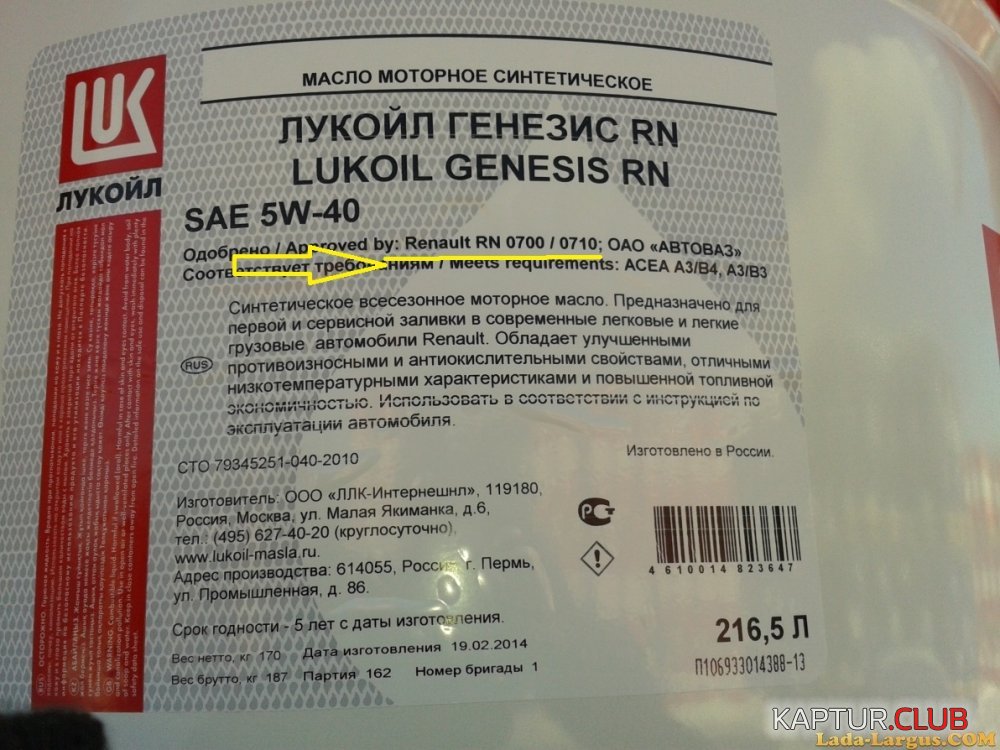 LUK
ЛУКОЙЛ
МАСЛО МОТОРНОЕ СИНТЕТИЧЕСКОЕ
ЛУКОЙЛ ГЕНЕЗИС RN
LUKOIL GENESIS RN
SAE 5W-40
Одобрено / Approved by: Renault RN 0700 / 0710; ОАО «АВТОВАЗ»
Соответствует требованиям / Meets requirements: ACEA A3/B4, A3/B3
RUS
Синтетическое всесезонное моторное масло. Предназначено для
первой и сервисной заливки в современные легковые и легкие
грузовые автомобили Renault. Обладает улучшенными
противоизносными и антиокислительными свойствами, отличными
низкотемпературными характеристиками и повышенной топливной
экономичностью. Использовать в соответствии с инструкцией по
эксплуатации автомобиля.
СТО 79345251-040-2010
Изготовлено в России.
Изготовитель: ООО «ЛЛК-Интернешнл», 119180,
Россия, Москва, ул. Малая Якиманка, д.6,
тел.: (495) 627-40-20 (круглосуточно),
www.lukoil-masla.ru.
Адрес производства: 614055, Россия, г. Пермь,
ул. Промышленная, д. 86.
Срок годности - 5 лет с даты изготовления.
Вес нетто, кг 170 Дата изготовления 19.02.2014
Вес брутто, кг 187 Партия 162 Номер бригады 1
4610014823647
216,5 Л
П106933014388-13
KAPTUR.CLUB
Lada-Largus.COM